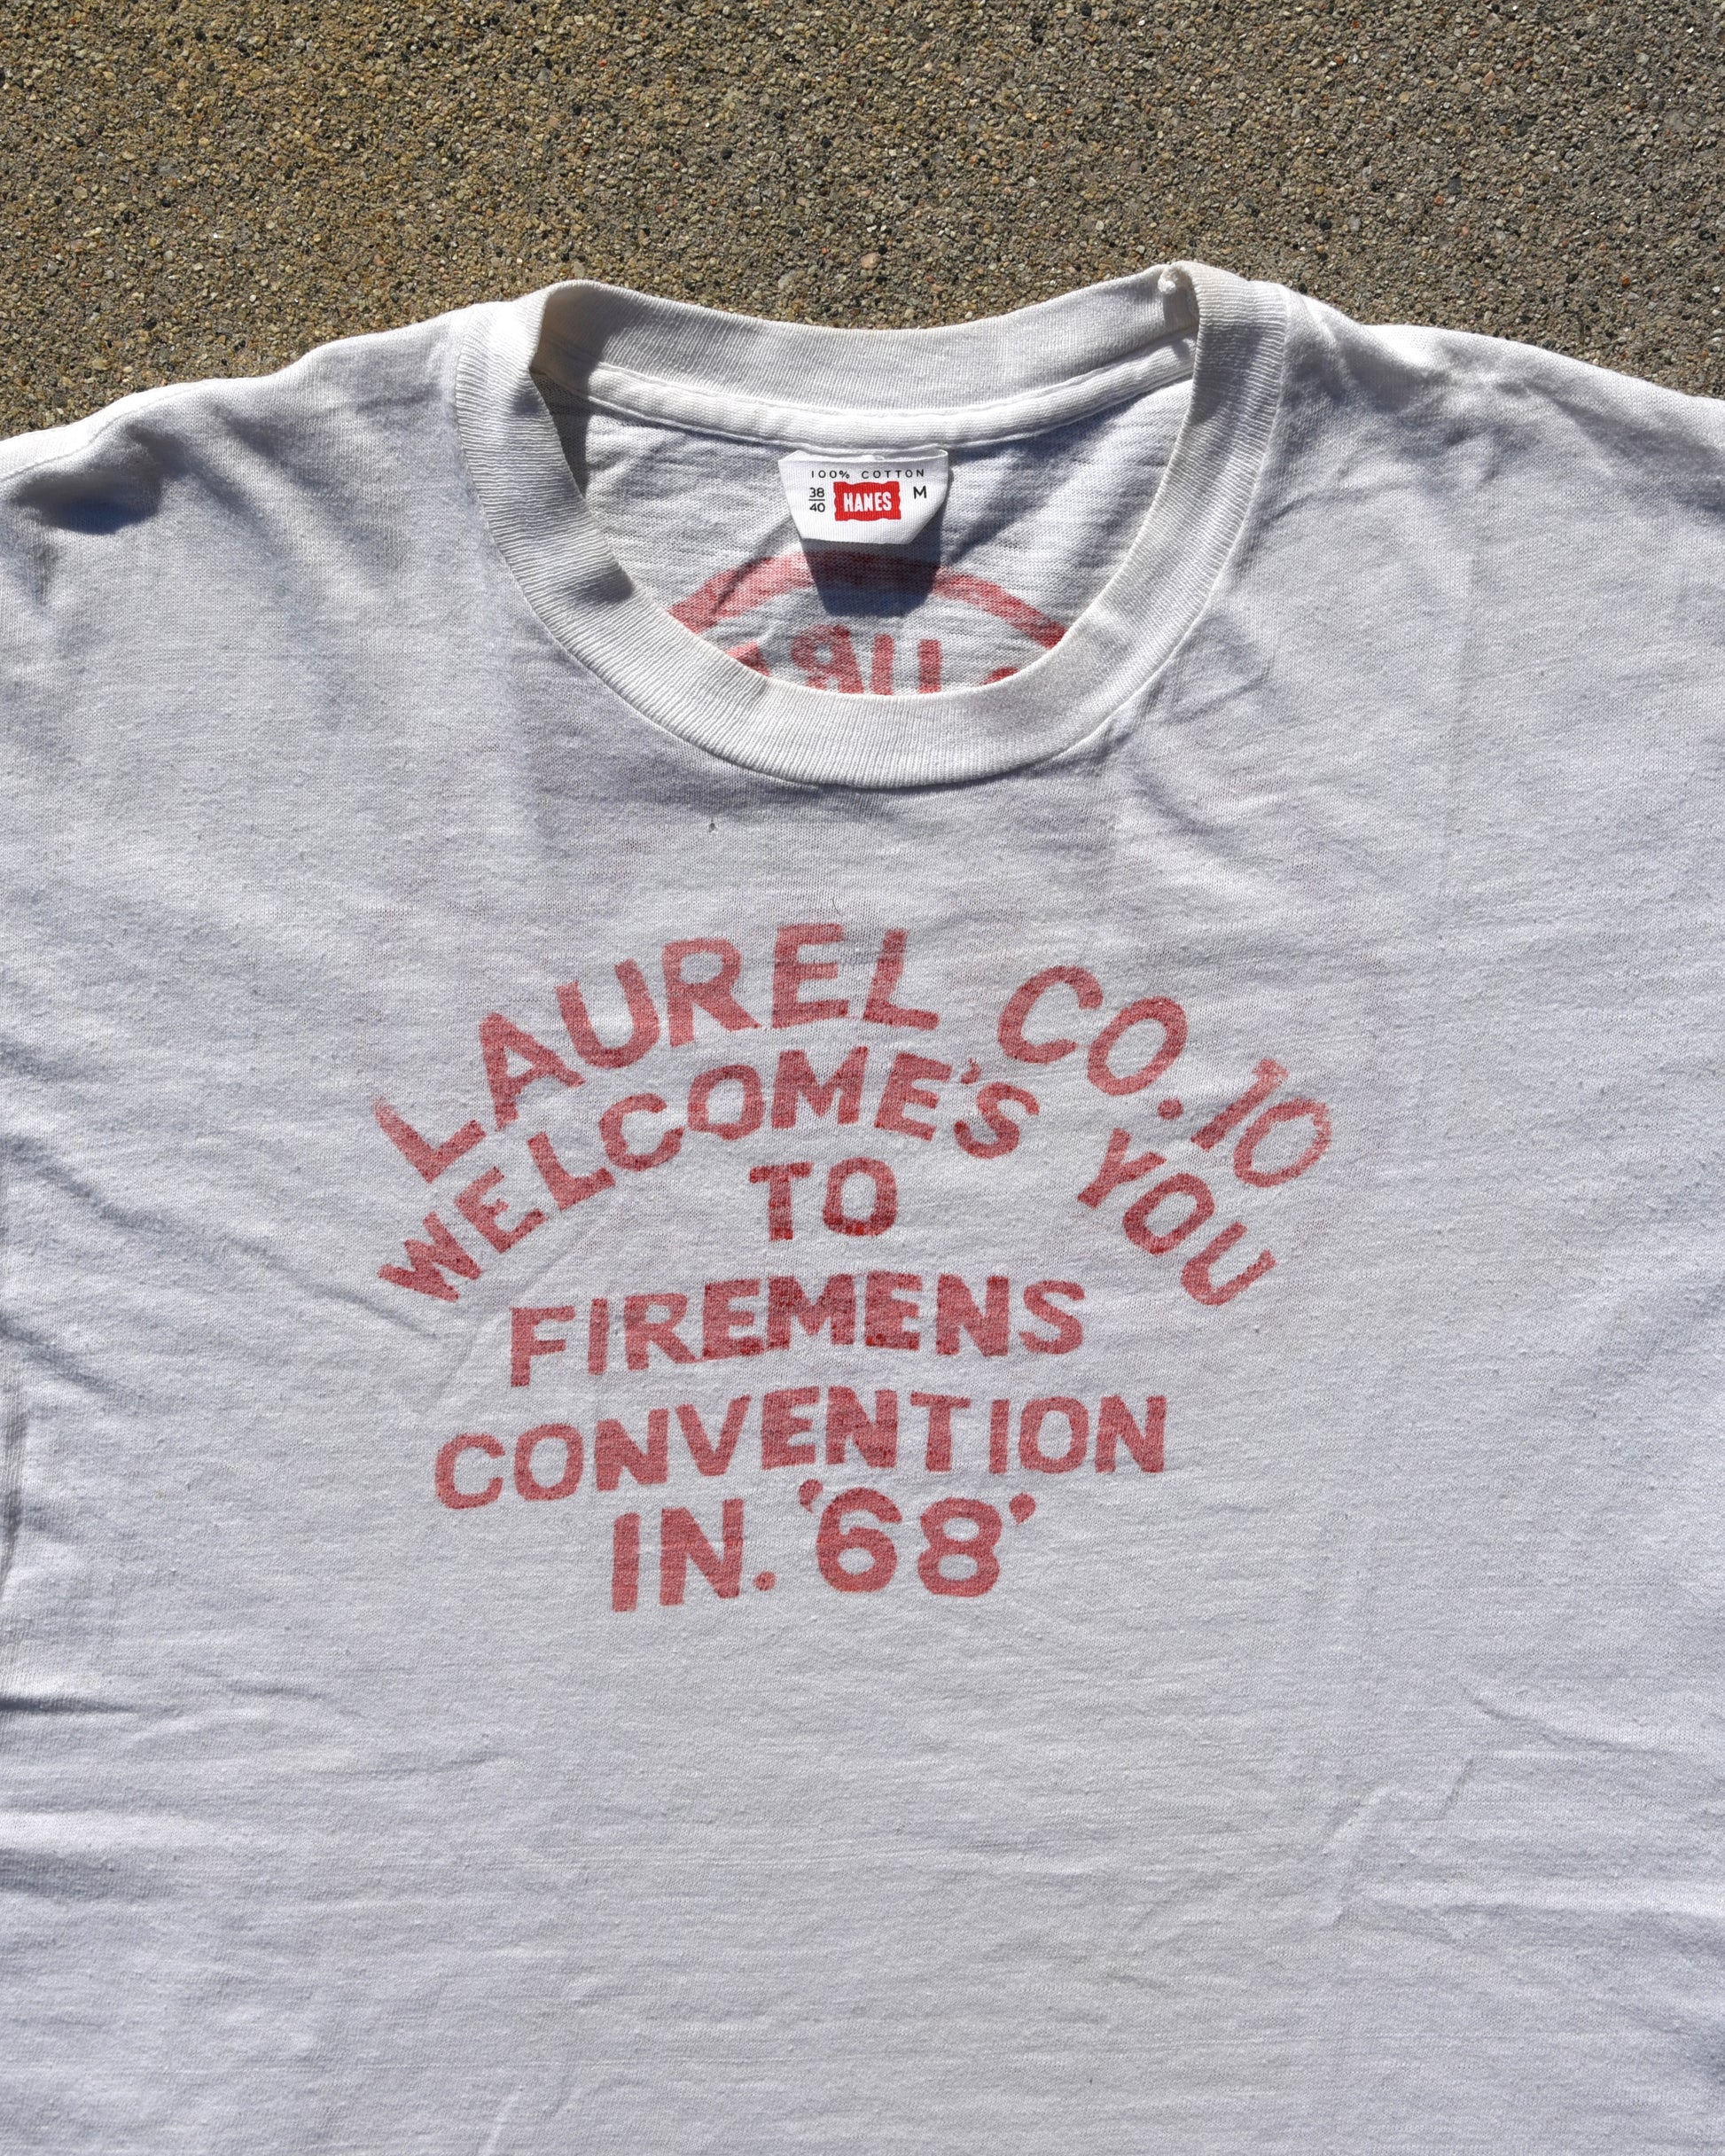 100% COTTON
38
40
HANES
M
LAUREL CO. 10
WELCOME'S YOU
TO
FIREMENS
CONVENTION
IN. '68'